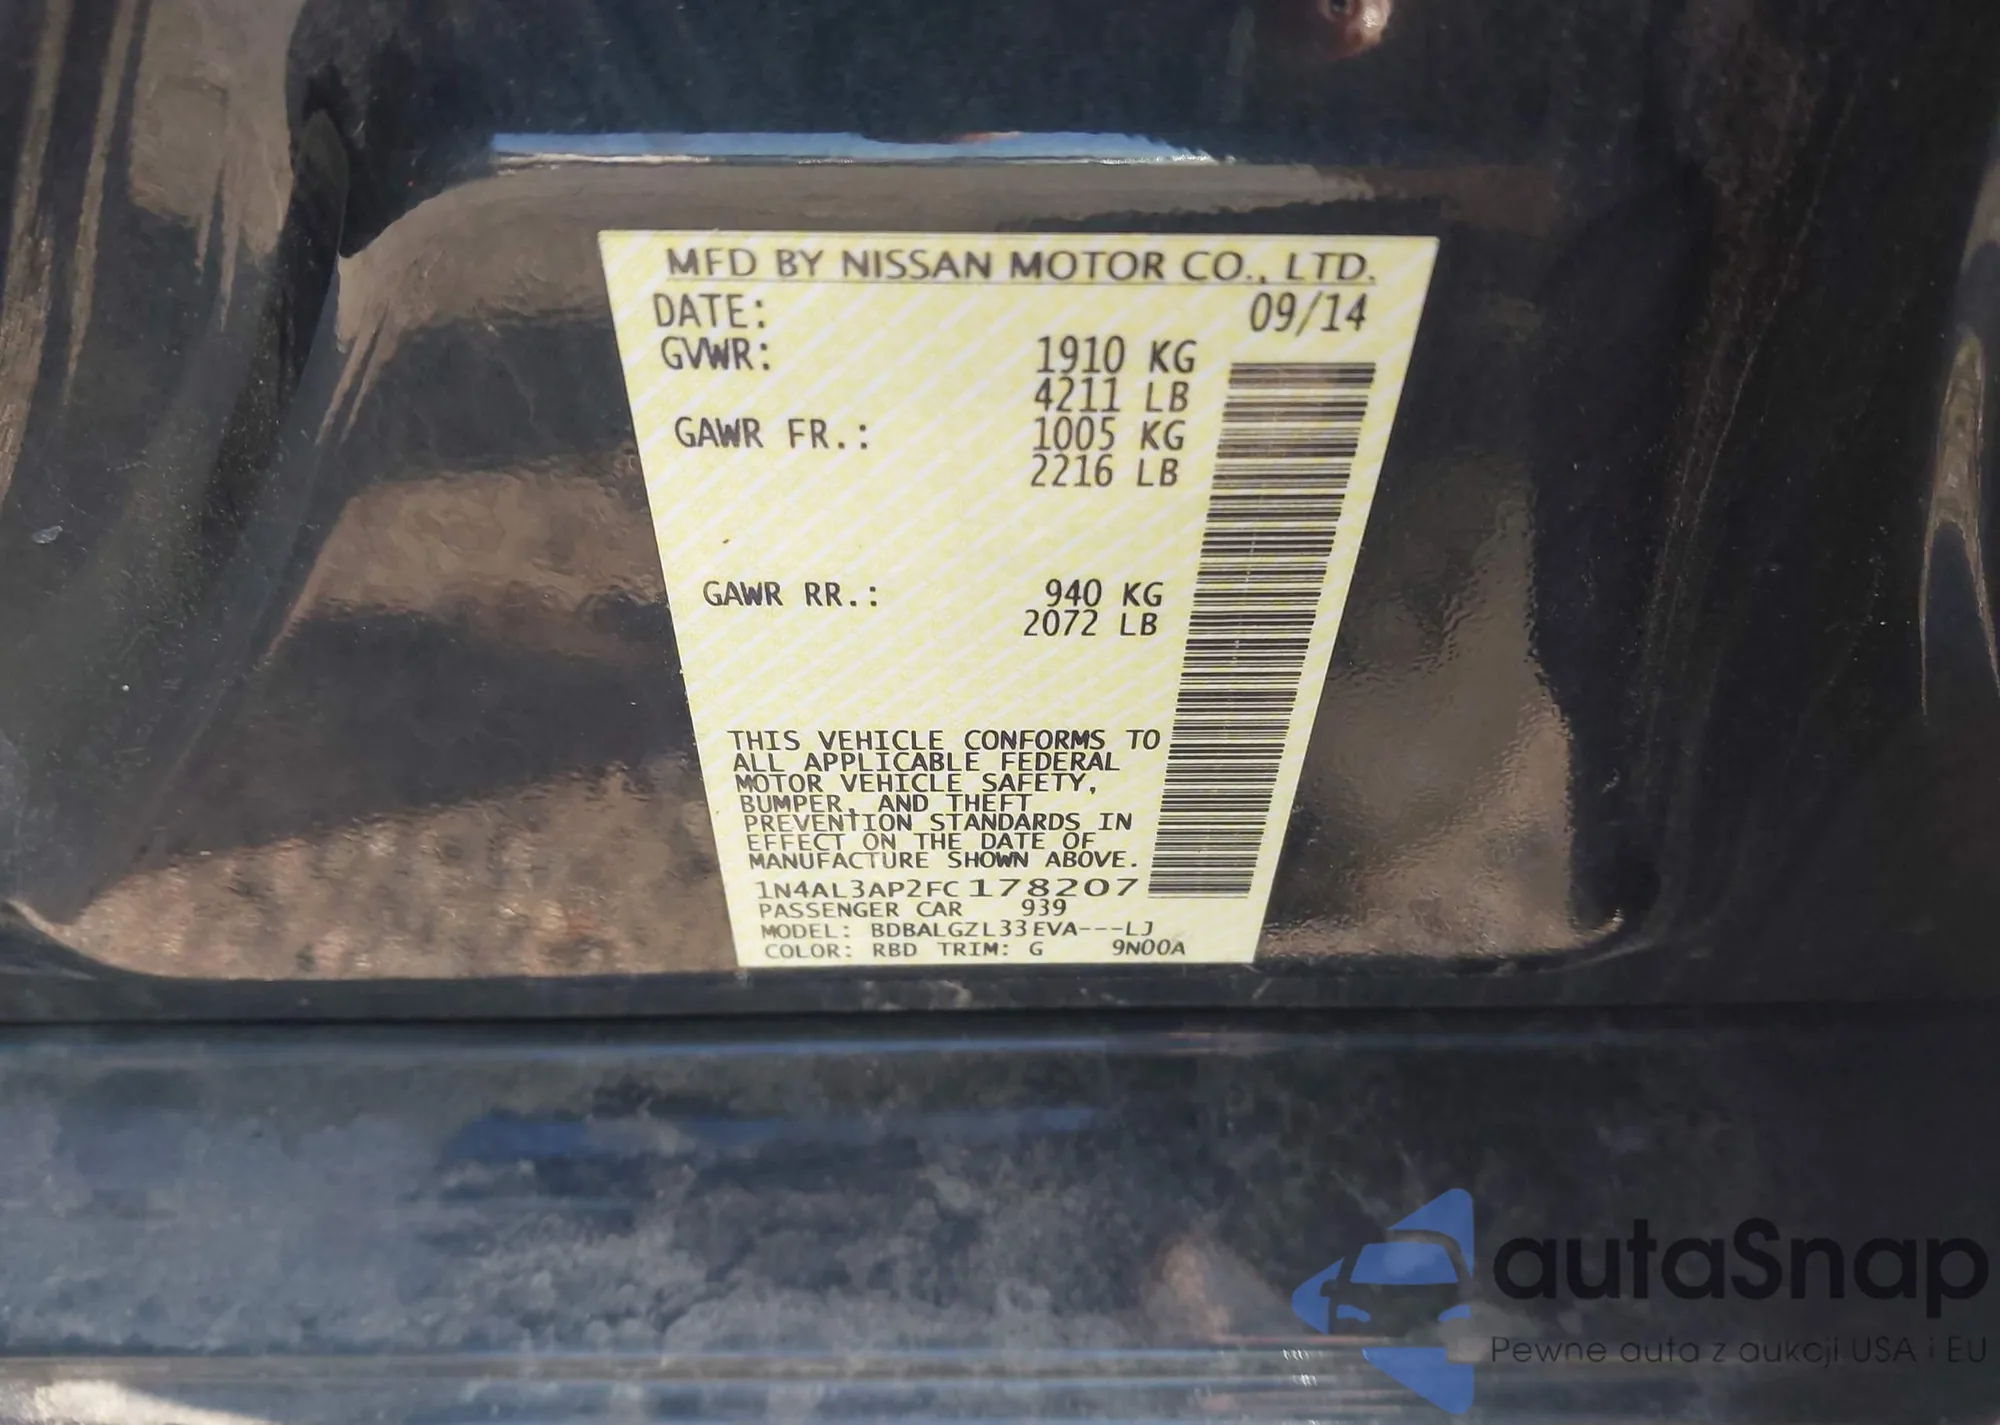 MFD BY NISSAN MOTOR CO., LTD.
DATE: 09/14
GVWR: 1910 KG
4211 LB
GAWR FR.: 1005 KG
2216 LB
GAWR RR.: 940 KG
2072 LB
THIS VEHICLE CONFORMS TO
ALL APPLICABLE FEDERAL
MOTOR VEHICLE SAFETY,
BUMPER, AND THEFT
PREVENTION STANDARDS IN
EFFECT ON THE DATE OF
MANUFACTURE SHOWN ABOVE.
1N4AL3AP2FC178207
PASSENGER CAR 939
MODEL: BDBALGZL33EVA---LJ
COLOR: RBD TRIM: G 9N00A
autaSnap
Pewne auta z aukcji USA i EU